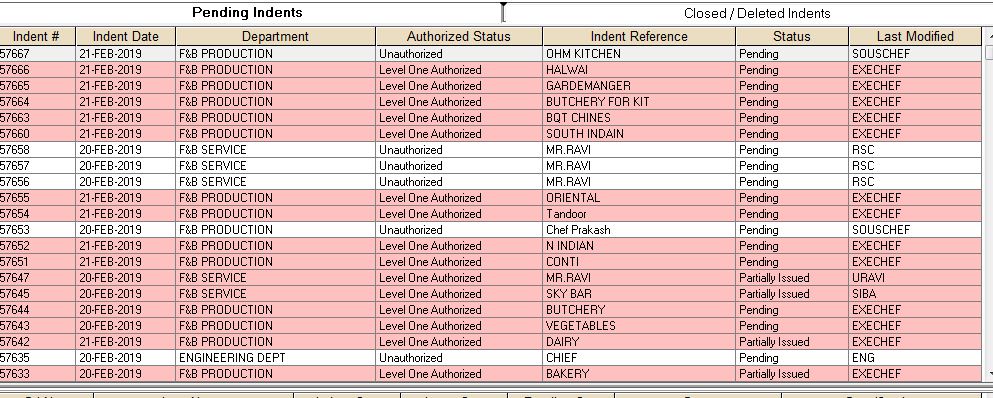 Pending Indents Closed / Deleted Indents
Indent # Indent Date Department Authorized Status Indent Reference Status Last Modified
57667 21-FEB-2019 F&B PRODUCTION Unauthorized OHM KITCHEN Pending SOUSCHEF
57666 21-FEB-2019 F&B PRODUCTION Level One Authorized HALWAI Pending EXECHEF
57665 21-FEB-2019 F&B PRODUCTION Level One Authorized GARDEMANGER Pending EXECHEF
57664 21-FEB-2019 F&B PRODUCTION Level One Authorized BUTCHERY FOR KIT Pending EXECHEF
57663 21-FEB-2019 F&B PRODUCTION Level One Authorized BQT CHINES Pending EXECHEF
57660 21-FEB-2019 F&B PRODUCTION Level One Authorized SOUTH INDAIN Pending EXECHEF
57658 20-FEB-2019 F&B SERVICE Unauthorized MR.RAVI Pending RSC
57657 20-FEB-2019 F&B SERVICE Unauthorized MR.RAVI Pending RSC
57656 20-FEB-2019 F&B SERVICE Unauthorized MR.RAVI Pending RSC
57655 21-FEB-2019 F&B PRODUCTION Level One Authorized ORIENTAL Pending EXECHEF
57654 21-FEB-2019 F&B PRODUCTION Level One Authorized Tandoor Pending EXECHEF
57653 20-FEB-2019 F&B PRODUCTION Unauthorized Chef Prakash Pending SOUSCHEF
57652 21-FEB-2019 F&B PRODUCTION Level One Authorized N INDIAN Pending EXECHEF
57651 21-FEB-2019 F&B PRODUCTION Level One Authorized CONTI Pending EXECHEF
57647 20-FEB-2019 F&B SERVICE Level One Authorized MR.RAVI Partially Issued URAVI
57645 20-FEB-2019 F&B SERVICE Level One Authorized SKY BAR Partially Issued SIBA
57644 20-FEB-2019 F&B PRODUCTION Level One Authorized BUTCHERY Pending EXECHEF
57643 20-FEB-2019 F&B PRODUCTION Level One Authorized VEGETABLES Pending EXECHEF
57642 21-FEB-2019 F&B PRODUCTION Level One Authorized DAIRY Partially Issued EXECHEF
57635 20-FEB-2019 ENGINEERING DEPT Unauthorized CHIEF Pending ENG
57633 20-FEB-2019 F&B PRODUCTION Level One Authorized BAKERY Partially Issued EXECHEF